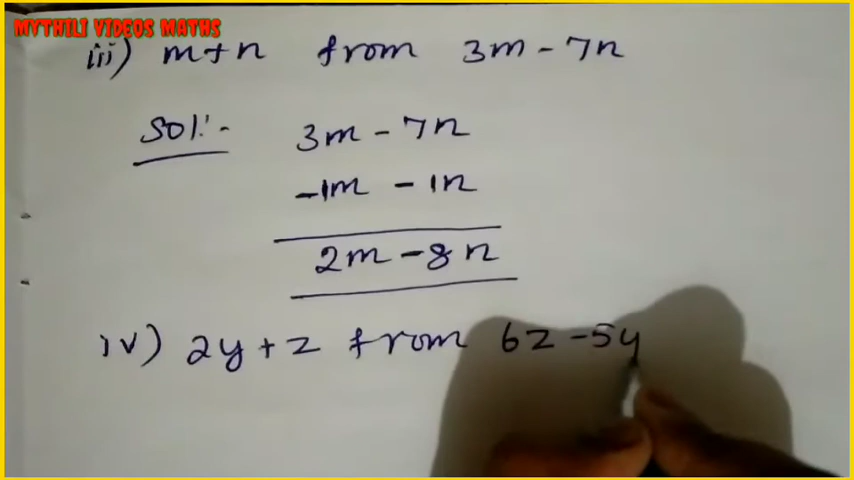 MYTHILI VIDEOS MATHS
iii) m+n from 3m - 7n
Sol:-
3m - 7n
-1m - 1n
2m - 8n
iv) 2y + z from 6z - 5y